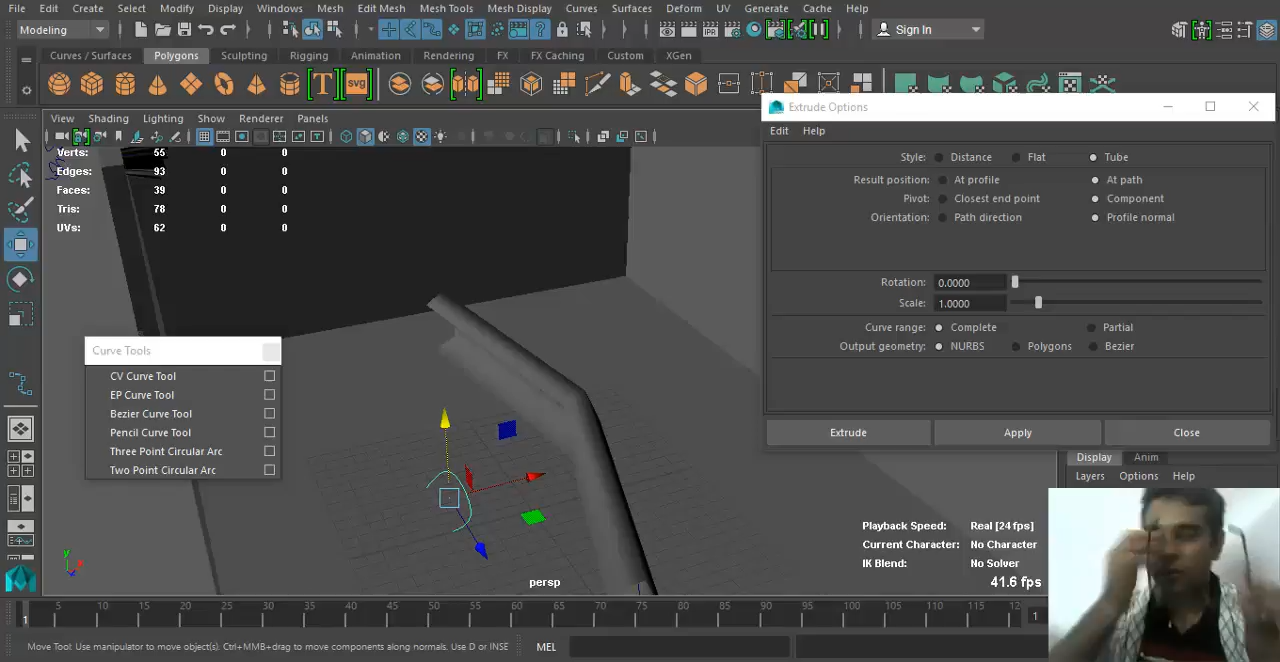 File Edit Create Select Modify Display Windows Mesh Edit Mesh Mesh Tools Mesh Display Curves Surfaces Deform UV Generate Cache Help
Modeling Sign In
Curves / Surfaces Polygons Sculpting Rigging Animation Rendering FX FX Caching Custom XGen
T SVG
Extrude Options
View Shading Lighting Show Renderer Panels
Edit Help
Verts: 55 0 0
Edges: 93 0 0
Faces: 39 0 0
Tris: 78 0 0
UVs: 62 0 0
Style: Distance Flat Tube
Result position: At profile At path
Pivot: Closest end point Component
Orientation: Path direction Profile normal
Rotation: 0.0000
Scale: 1.0000
Curve range: Complete Partial
Output geometry: NURBS Polygons Bezier
Extrude Apply Close
Curve Tools
CV Curve Tool
EP Curve Tool
Bezier Curve Tool
Pencil Curve Tool
Three Point Circular Arc
Two Point Circular Arc
Display Anim
Layers Options Help
Playback Speed: Real [24 fps]
Current Character: No Character
IK Blend: No Solver
41.6 fps
persp
y
z
5 10 15 20 25 30 35 40 45 50 55 60 65 70 75 80 85 90 95 100 105 110 115 12
1 1
Move Tool: Use manipulator to move object(s). Ctrl+MMB+drag to move components along normals. Use D or INSE
MEL